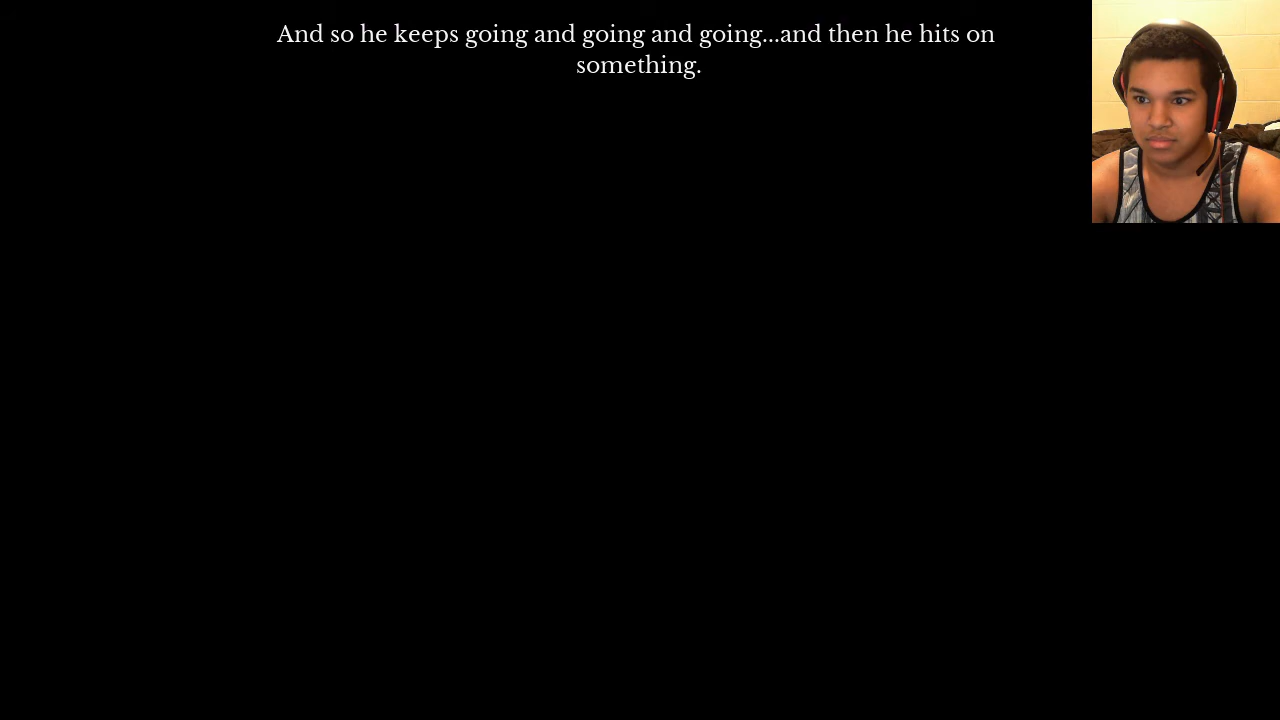 And so he keeps going and going and going...and then he hits on
something.